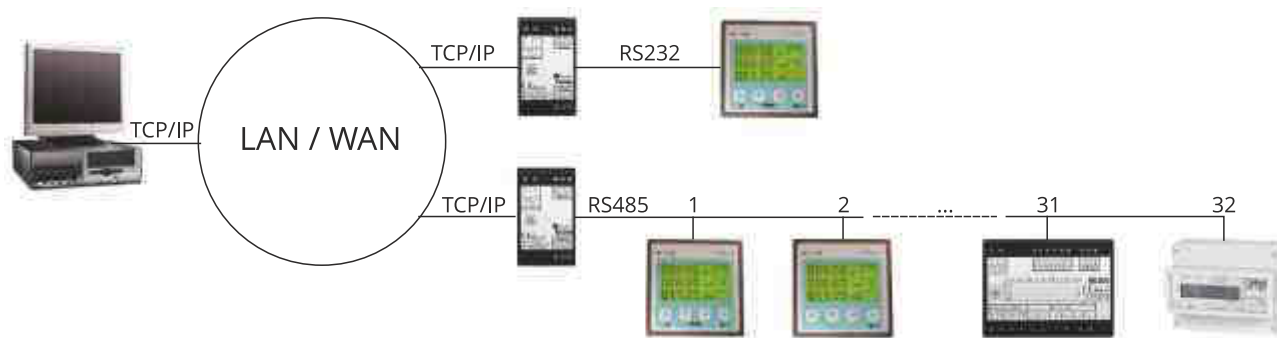 TCP/IP
LAN / WAN
TCP/IP
RS232
TCP/IP
RS485
1
2
...
31
32